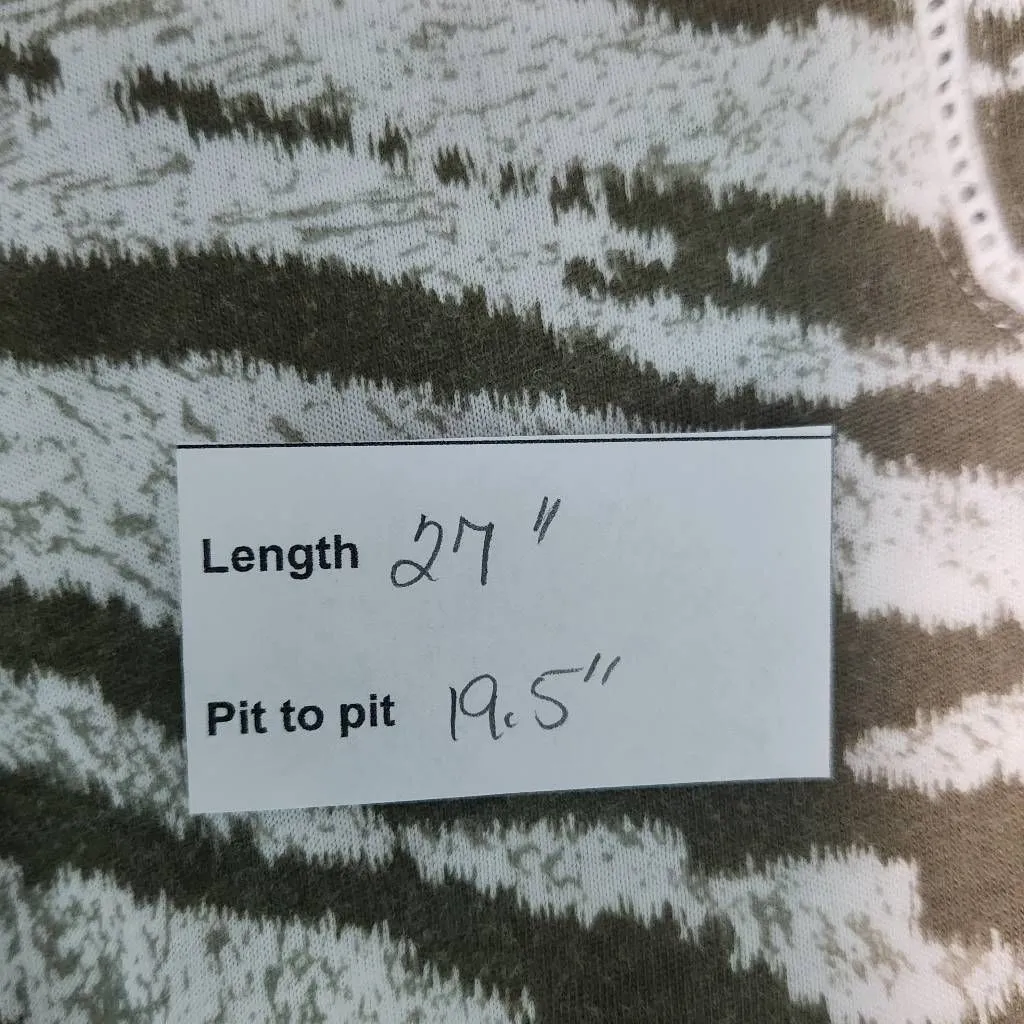 Length 27"
Pit to pit 19.5"